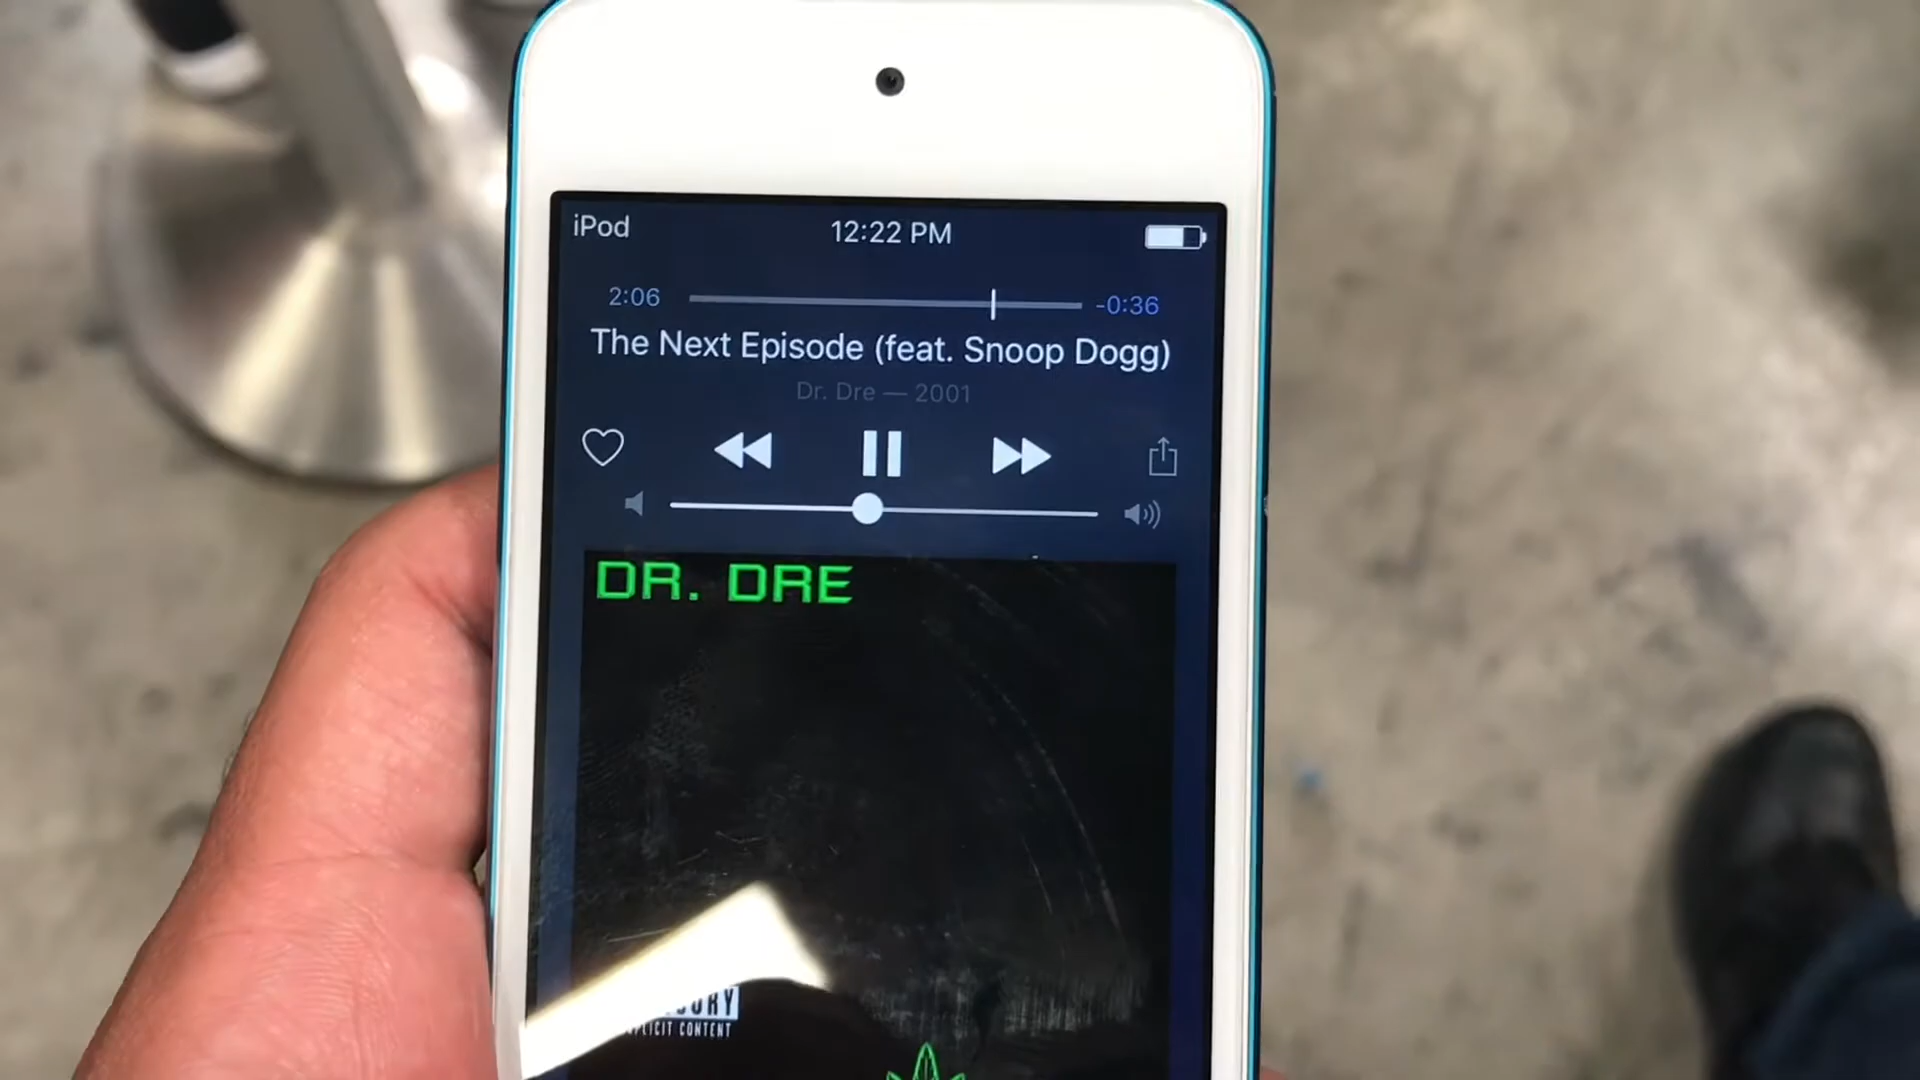 iPod 12:22 PM
2:06 -0:36
The Next Episode (feat. Snoop Dogg)
Dr. Dre — 2001
DR. DRE
CONTENT